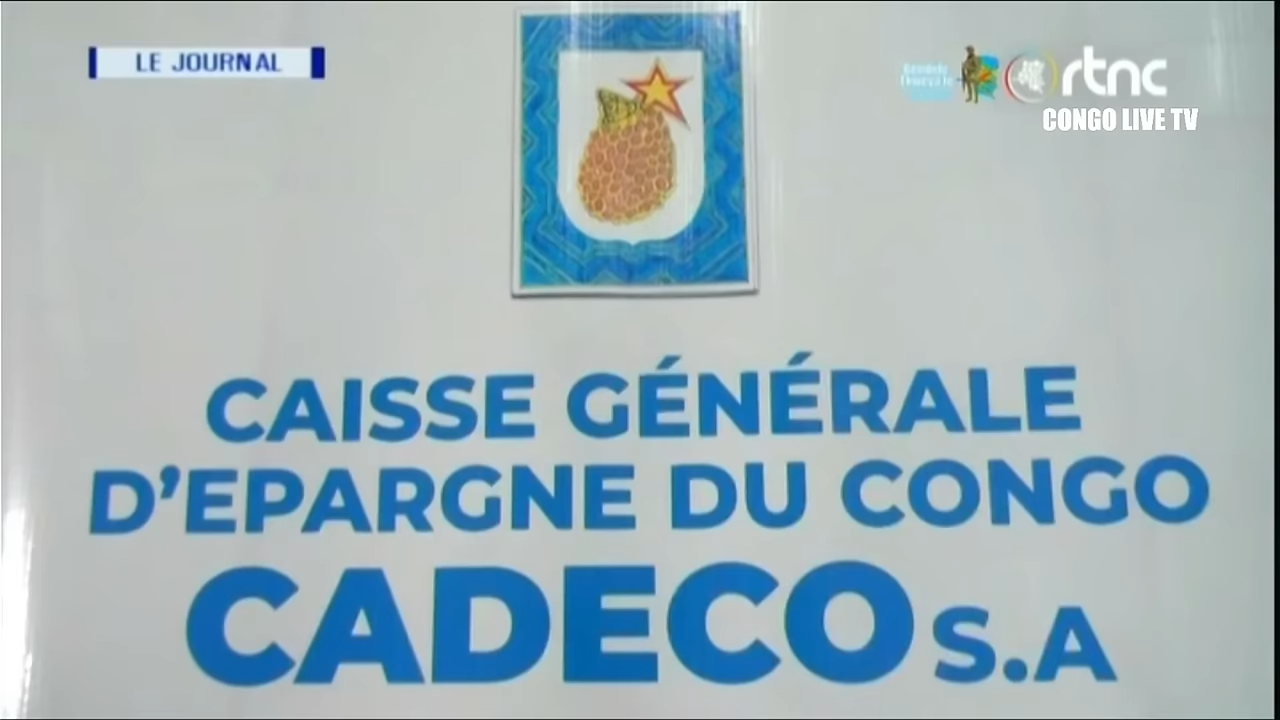 LE JOURNAL
rtnc
CONGO LIVE TV
CAISSE GÉNÉRALE
D'EPARGNE DU CONGO
CADECO S.A